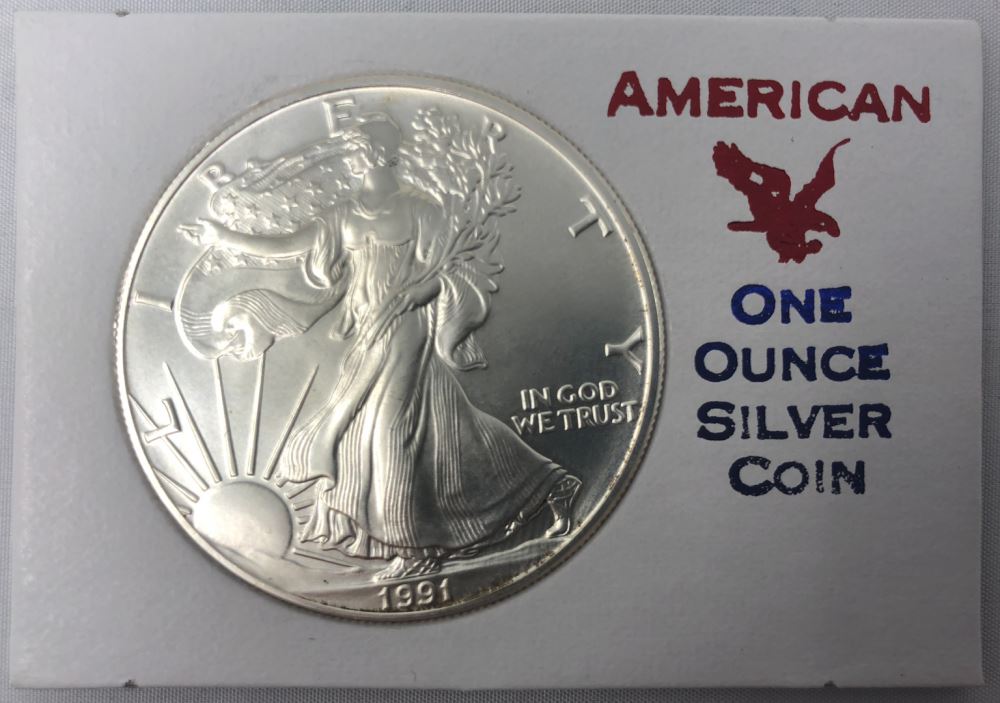 LIBERTY
IN GOD
WE TRUST
1991
AMERICAN
ONE
OUNCE
SILVER
COIN